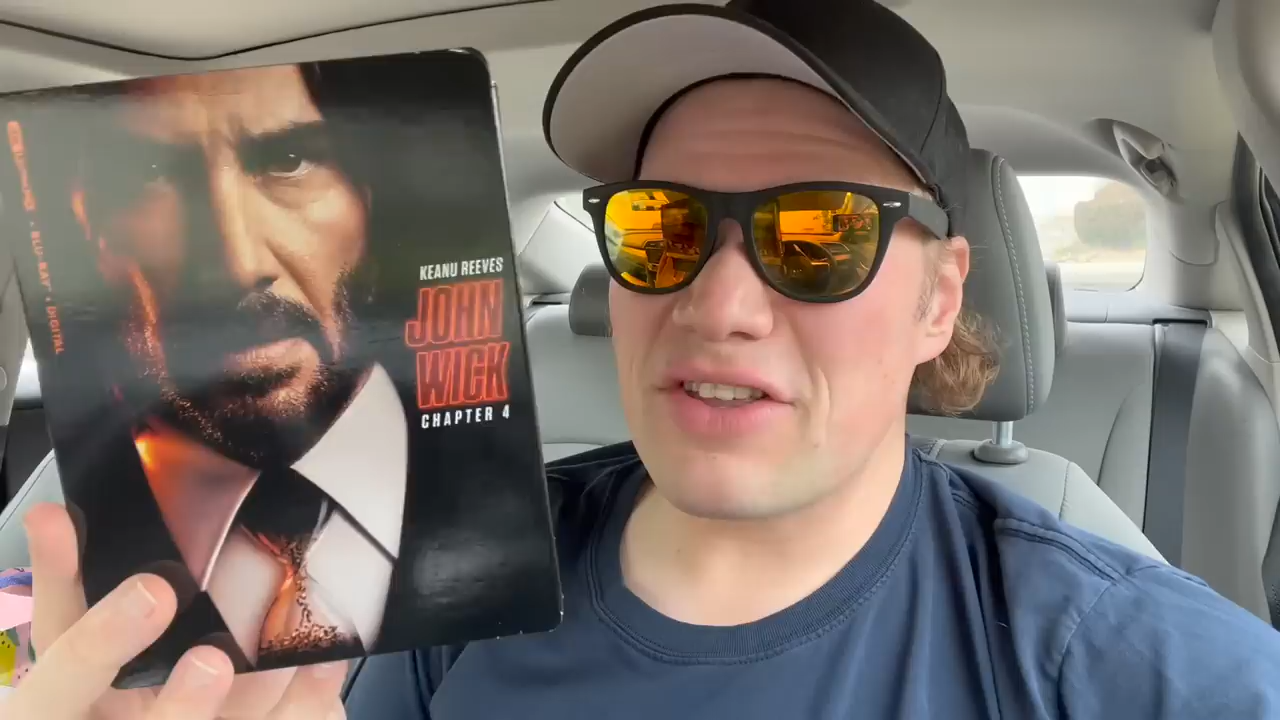 KEANU REEVES
JOHN
WICK
CHAPTER 4
BLU-RAY • DIGITAL